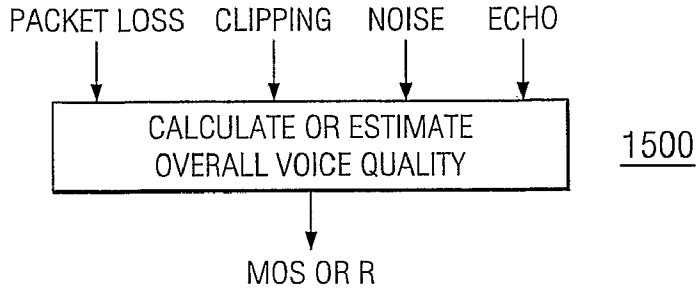 PACKET LOSS CLIPPING NOISE ECHO
CALCULATE OR ESTIMATE
OVERALL VOICE QUALITY
1500
MOS OR R